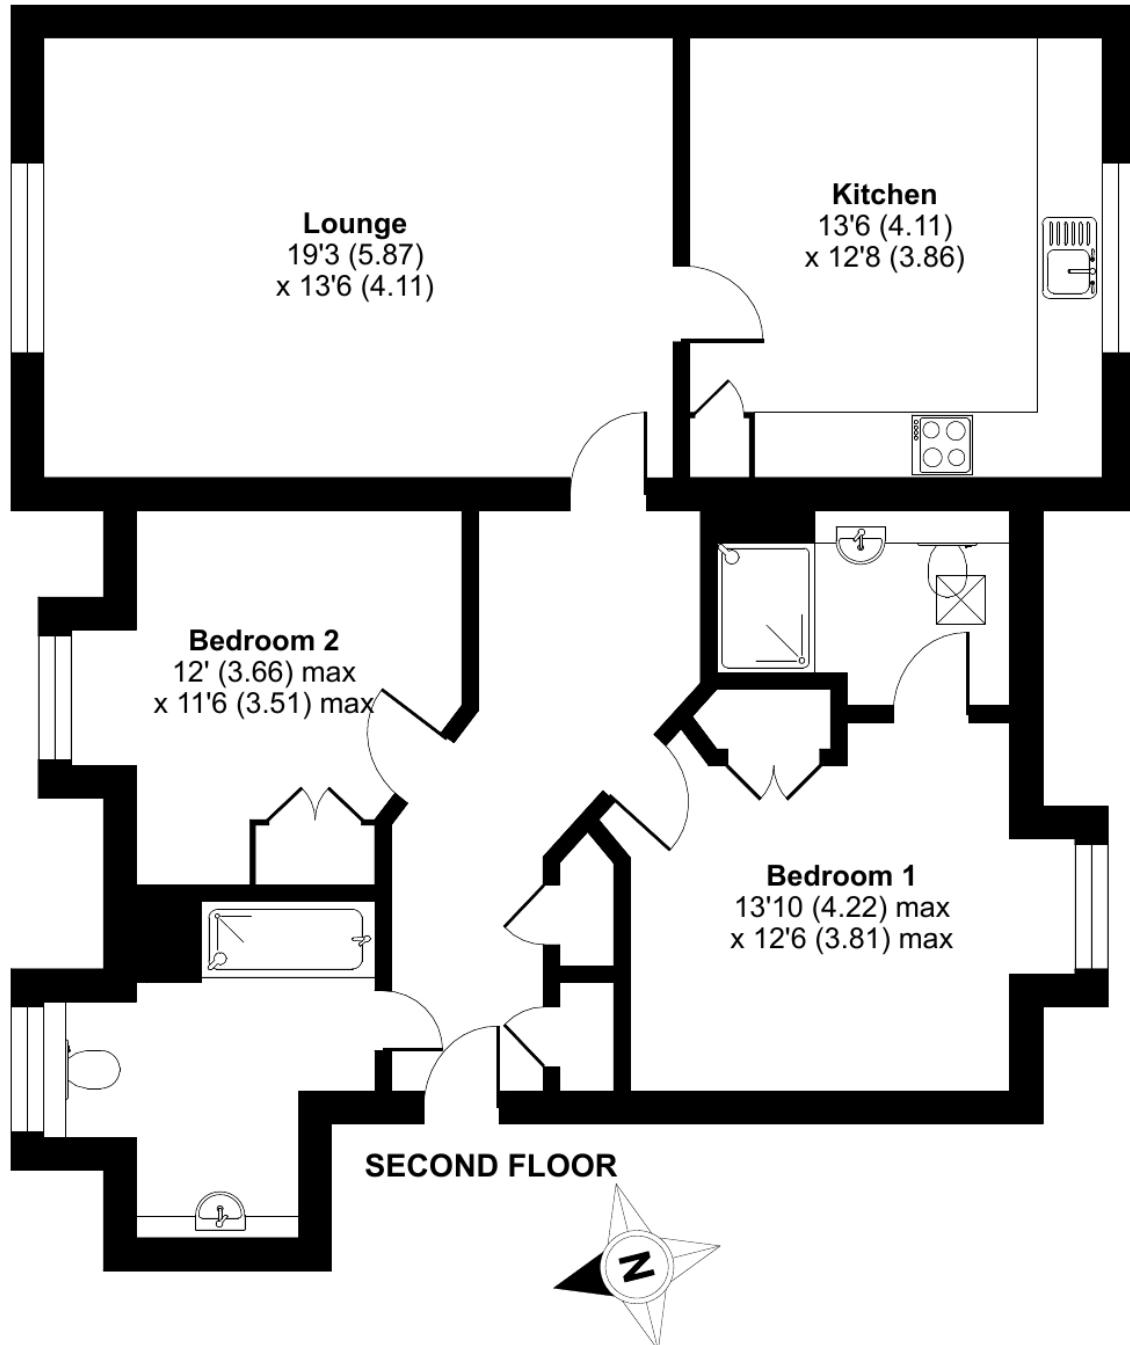 Lounge
19'3 (5.87)
x 13'6 (4.11)
Kitchen
13'6 (4.11)
x 12'8 (3.86)
Bedroom 2
12' (3.66) max
x 11'6 (3.51) max
Bedroom 1
13'10 (4.22) max
x 12'6 (3.81) max
SECOND FLOOR
N